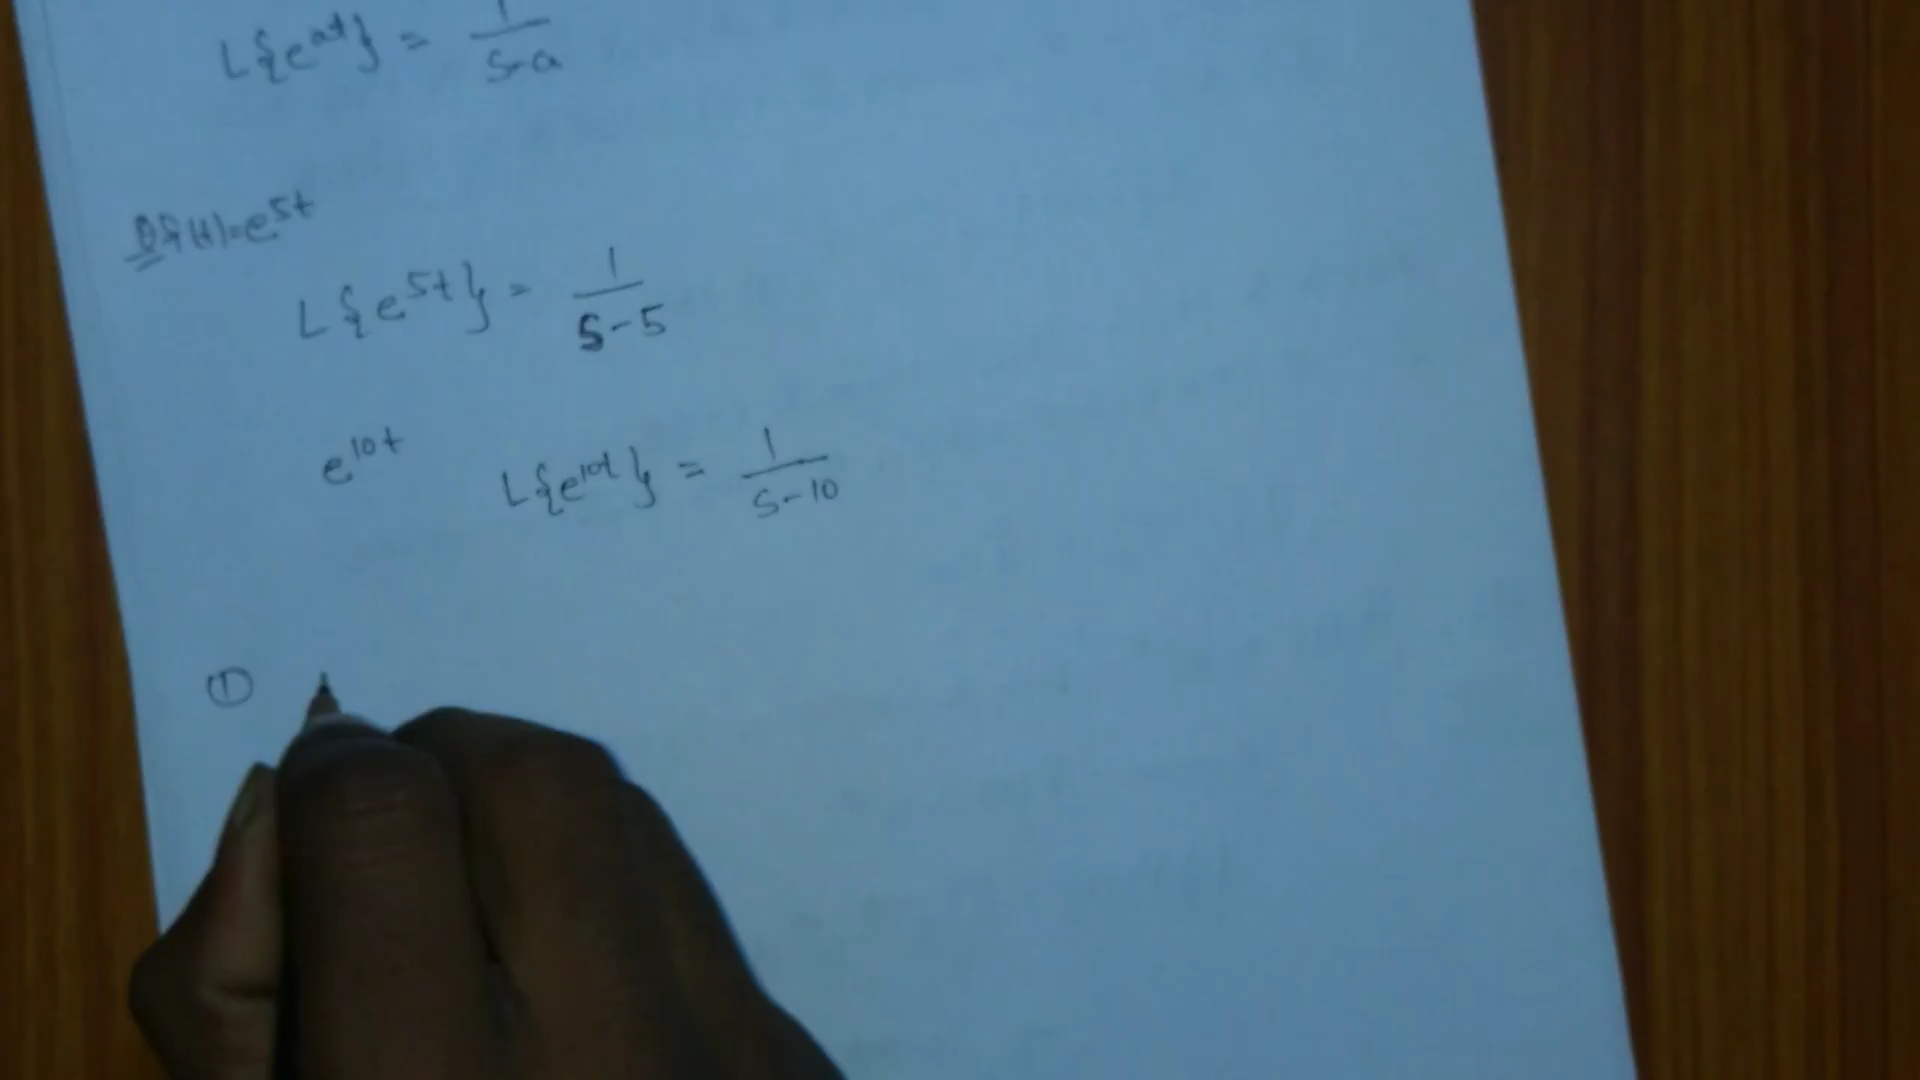 L{e^at} = 1/s-a
Q f(t)=e^5t
L{e^5t} = 1/s-5
e^10t L{e^10t} = 1/s-10
①